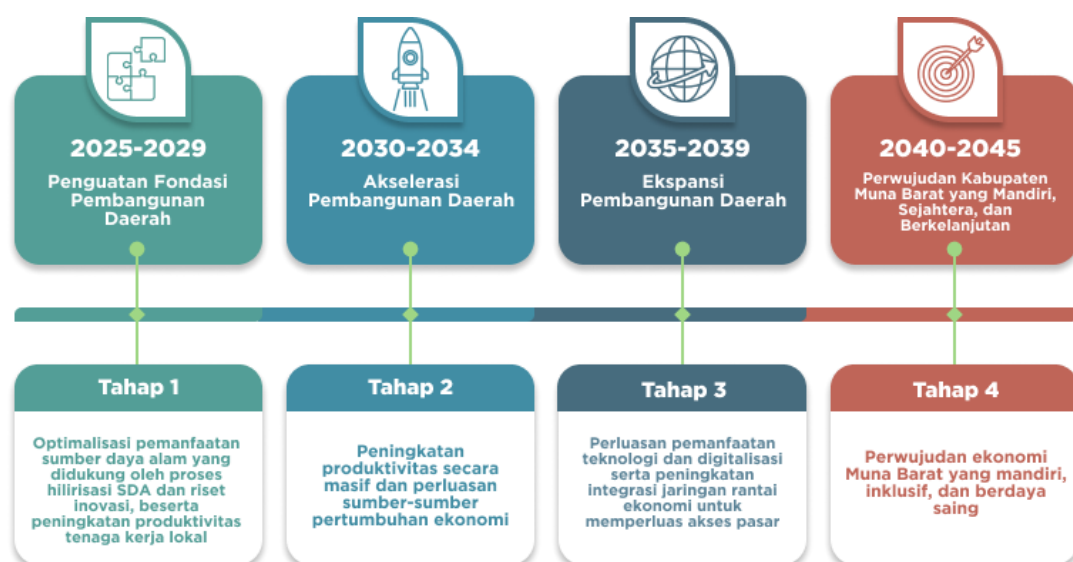 2025-2029
Penguatan Fondasi
Pembangunan
Daerah
2030-2034
Akselerasi
Pembangunan Daerah
2035-2039
Ekspansi
Pembangunan Daerah
2040-2045
Perwujudan Kabupaten
Muna Barat yang Mandiri,
Sejahtera, dan
Berkelanjutan
Tahap 1
Optimalisasi pemanfaatan
sumber daya alam yang
didukung oleh proses
hilirisasi SDA dan riset
inovasi, beserta
peningkatan produktivitas
tenaga kerja lokal
Tahap 2
Peningkatan
produktivitas secara
masif dan perluasan
sumber-sumber
pertumbuhan ekonomi
Tahap 3
Perluasan pemanfaatan
teknologi dan digitalisasi
serta peningkatan
integrasi jaringan rantai
ekonomi untuk
memperluas akses pasar
Tahap 4
Perwujudan ekonomi
Muna Barat yang mandiri,
inklusif, dan berdaya
saing